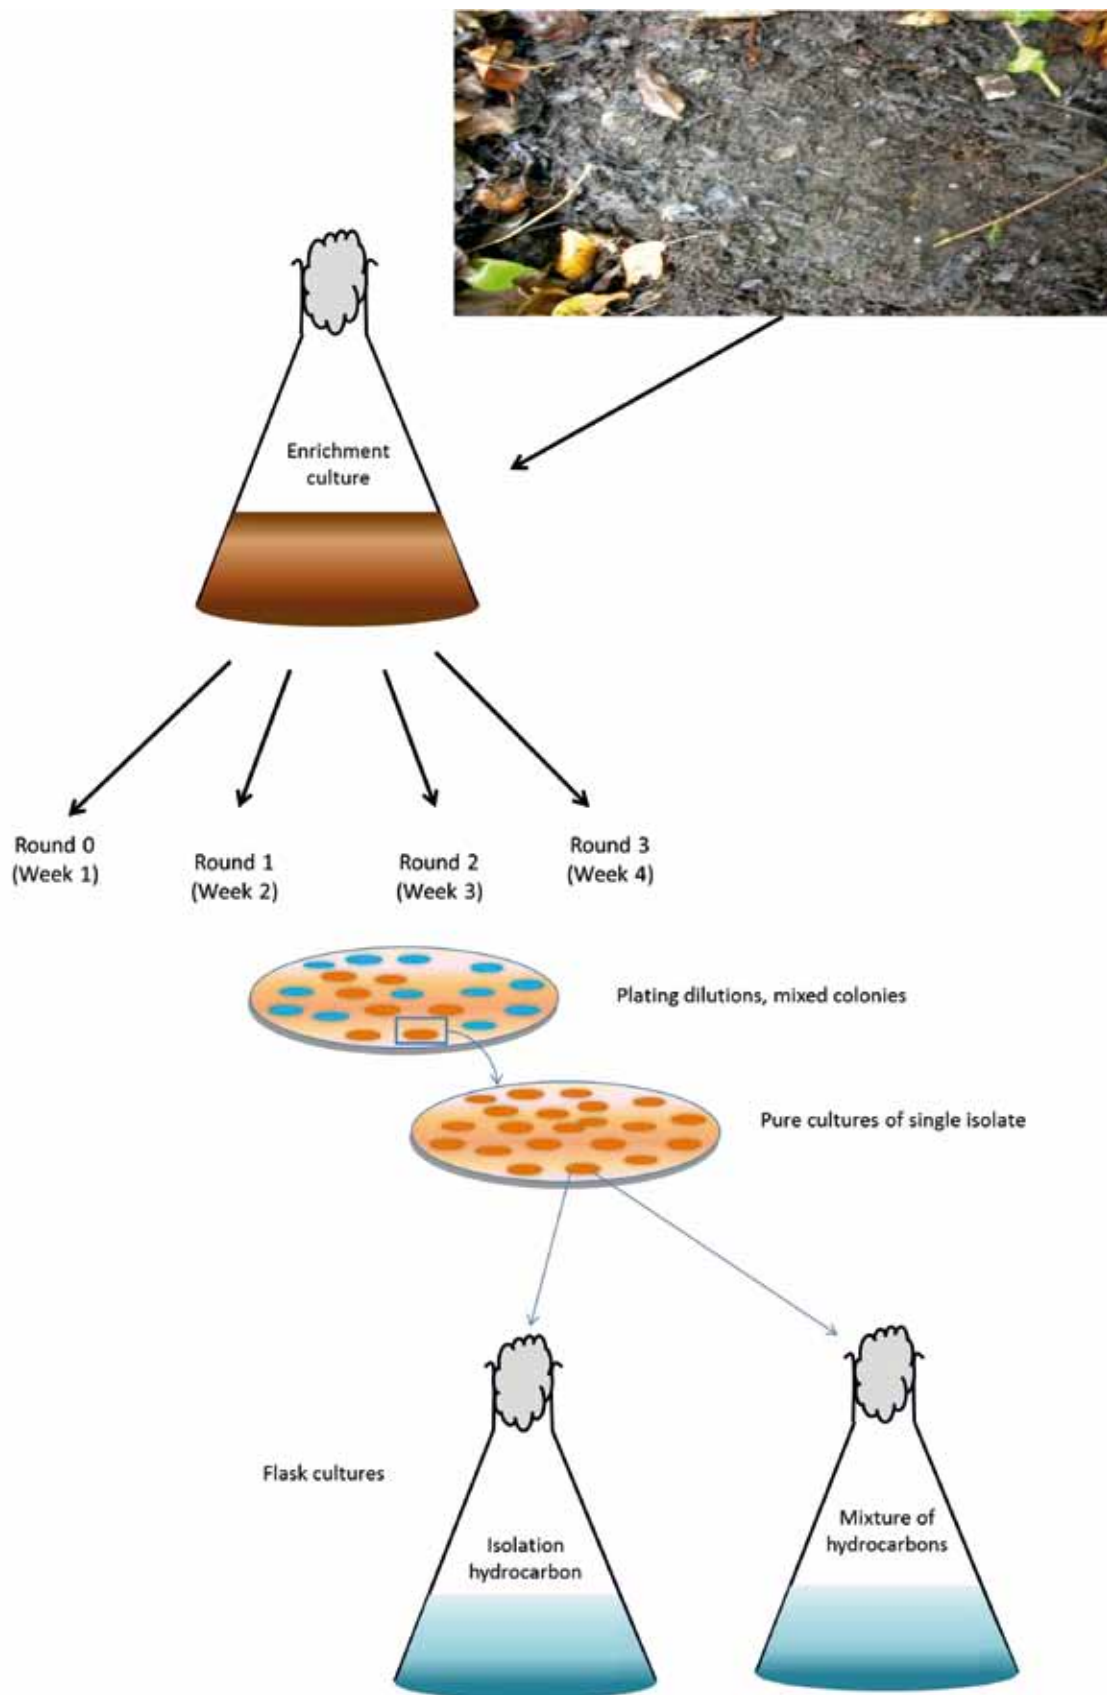 Enrichment
culture
Round 0
(Week 1)
Round 1
(Week 2)
Round 2
(Week 3)
Round 3
(Week 4)
Plating dilutions, mixed colonies
Pure cultures of single isolate
Flask cultures
Isolation
hydrocarbon
Mixture of
hydrocarbons